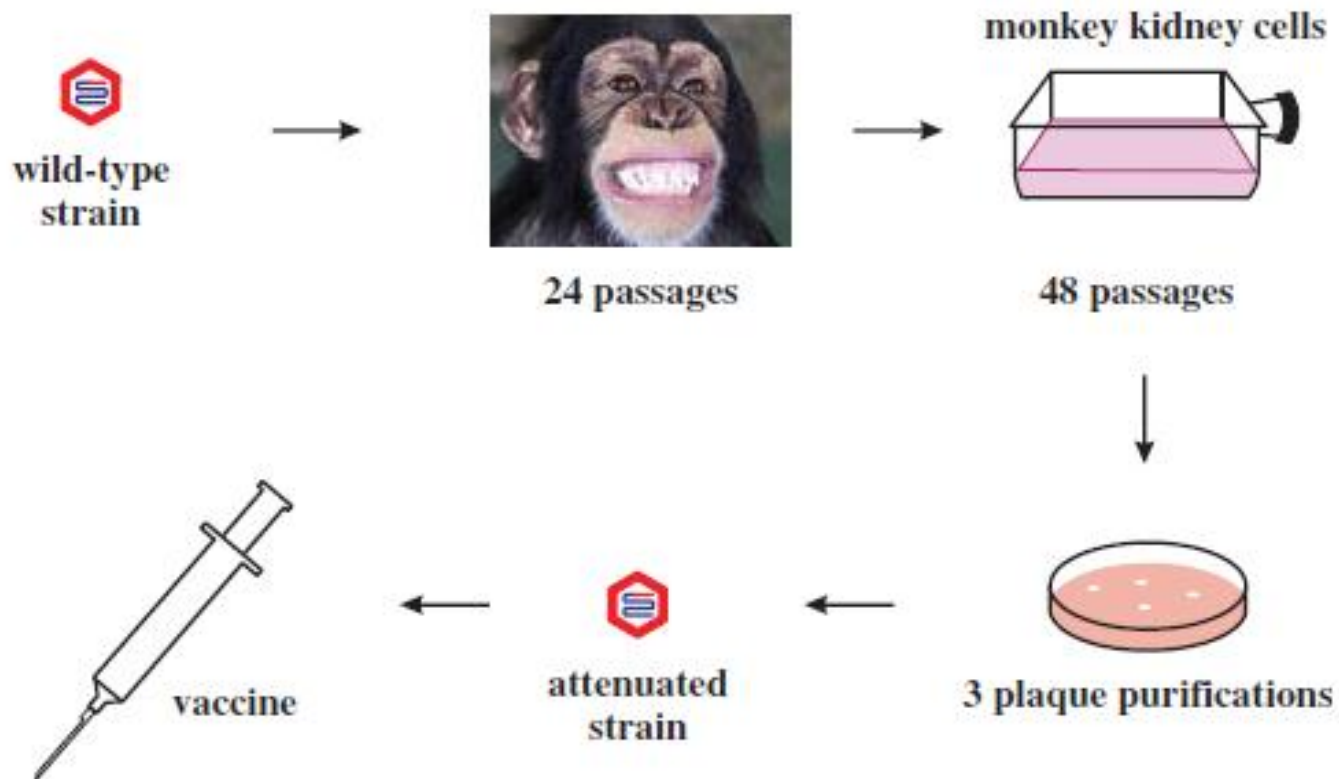 wild-type
strain
24 passages
monkey kidney cells
48 passages
3 plaque purifications
attenuated
strain
vaccine